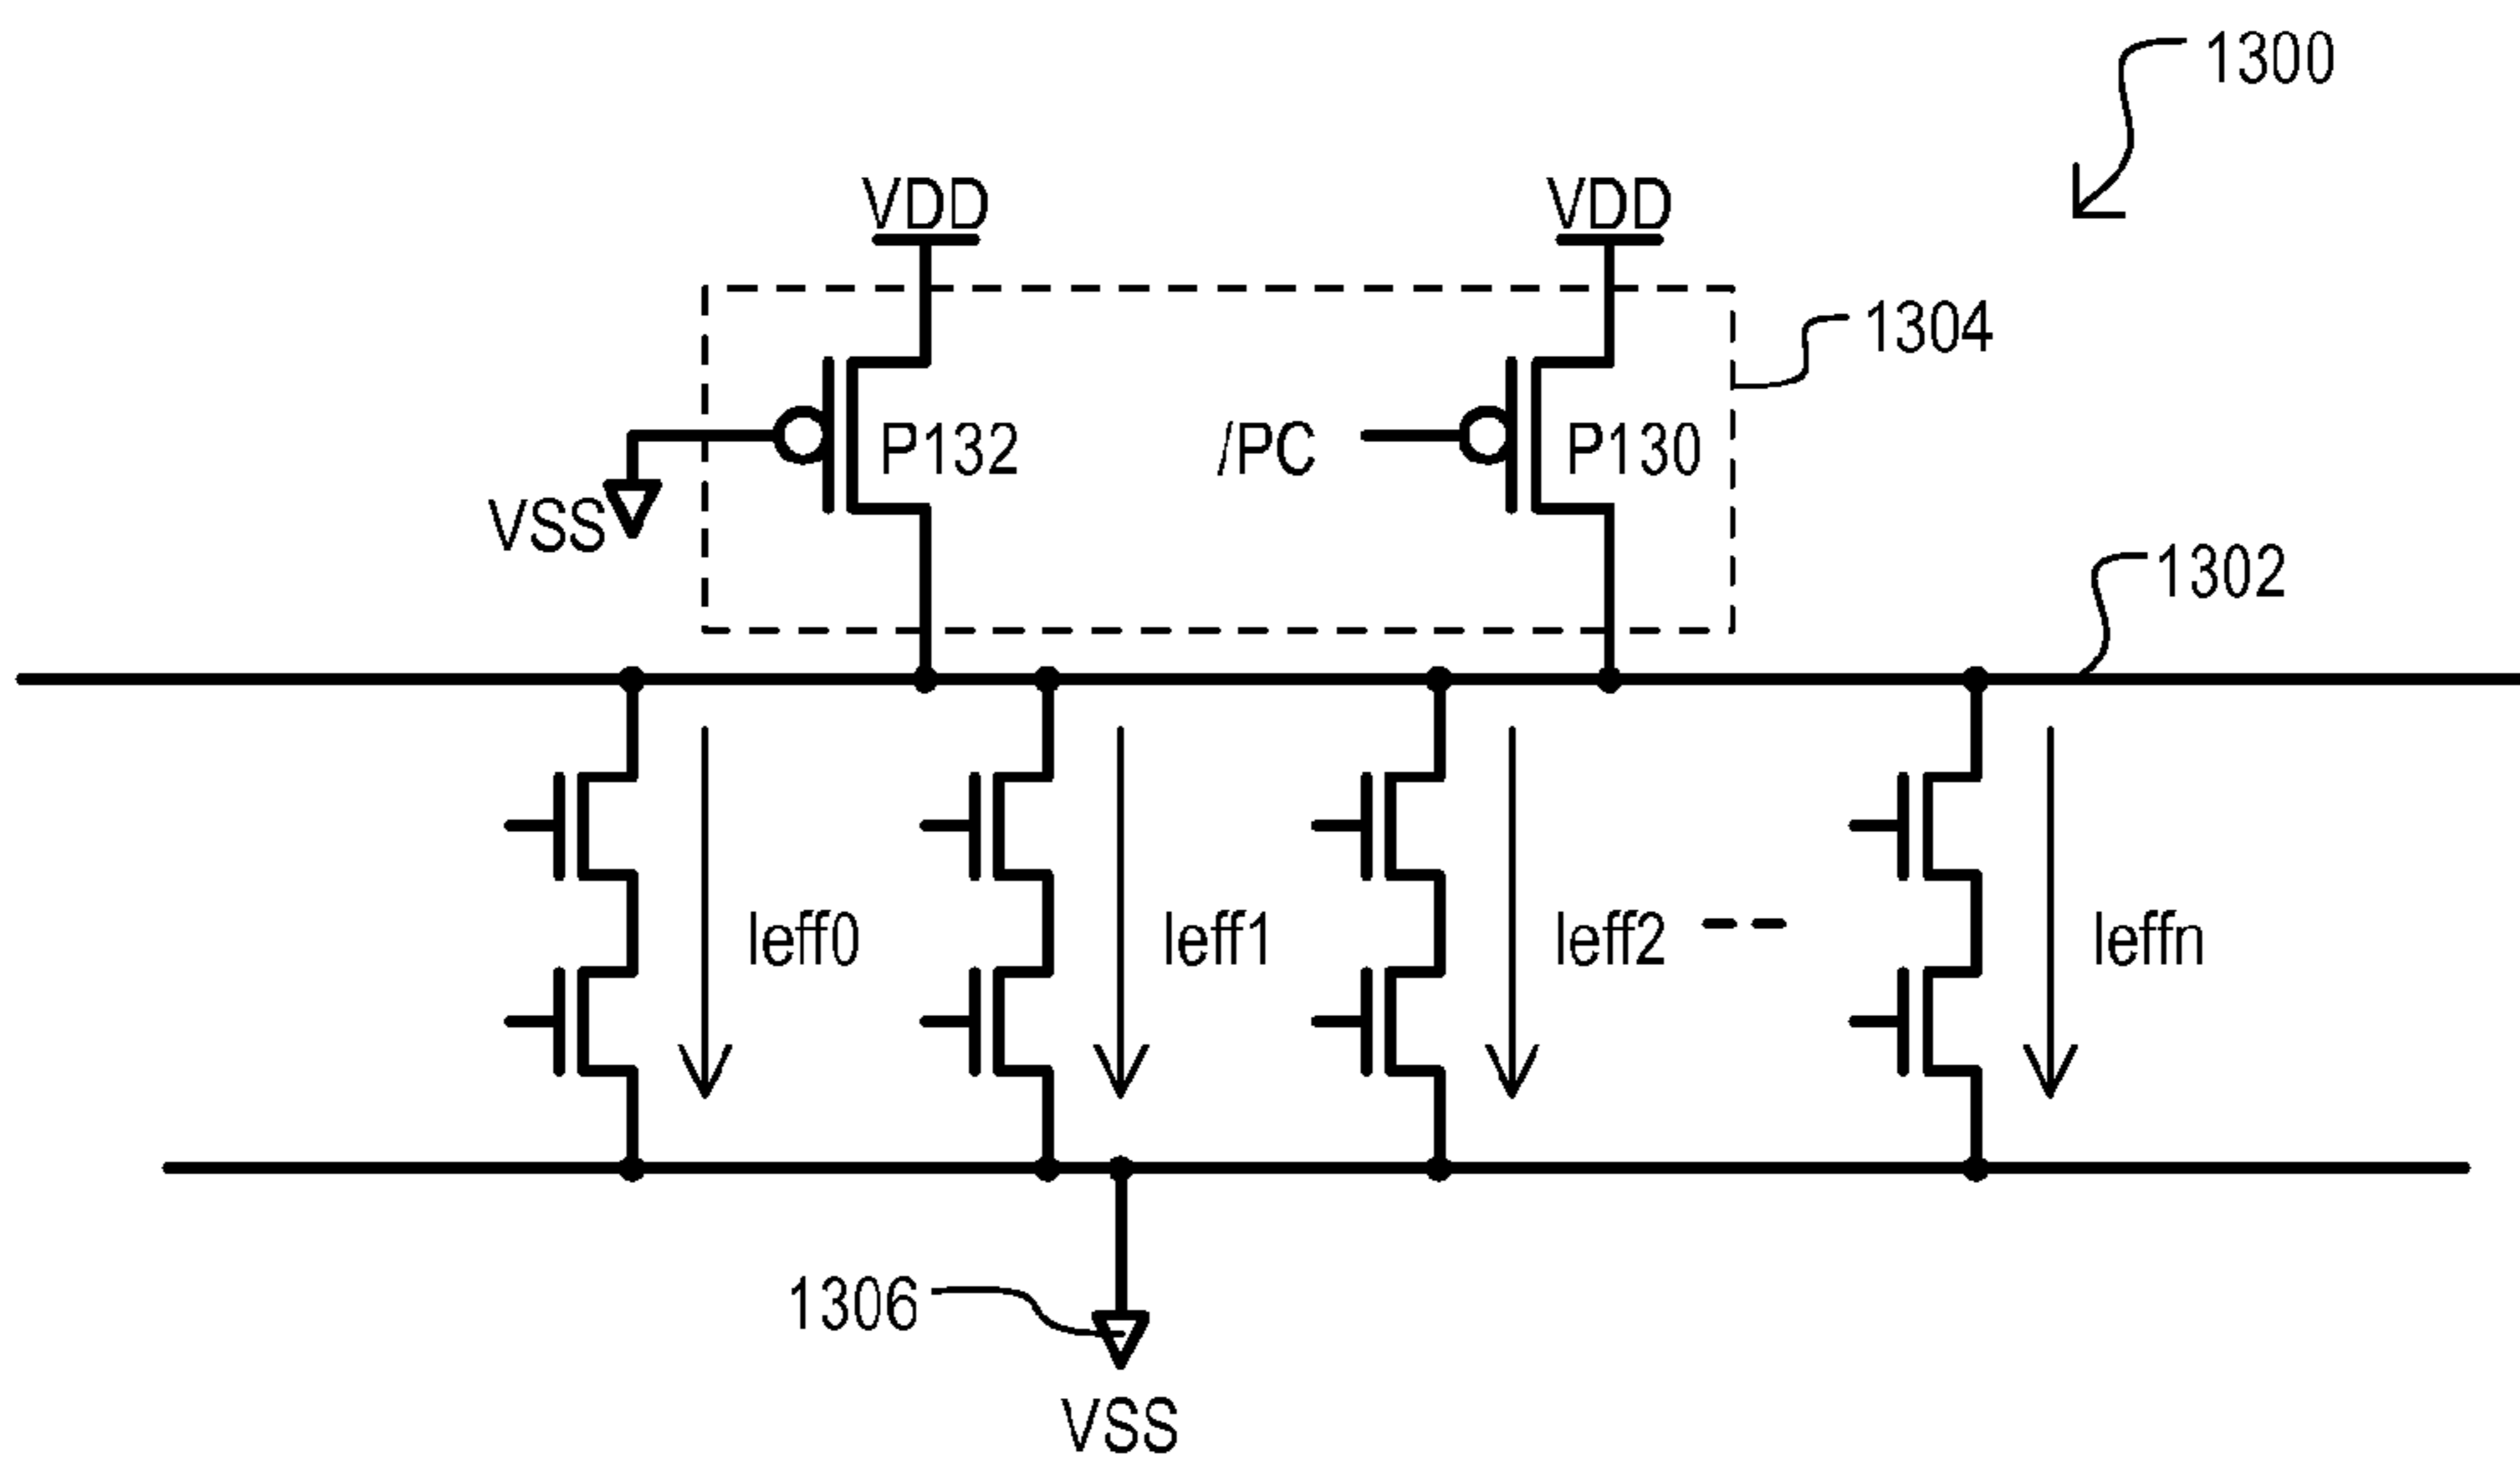 1300
VDD VDD
1304
P132 /PC P130
VSS
1302
Ieff0 Ieff1 Ieff2 Ieffn
1306
VSS